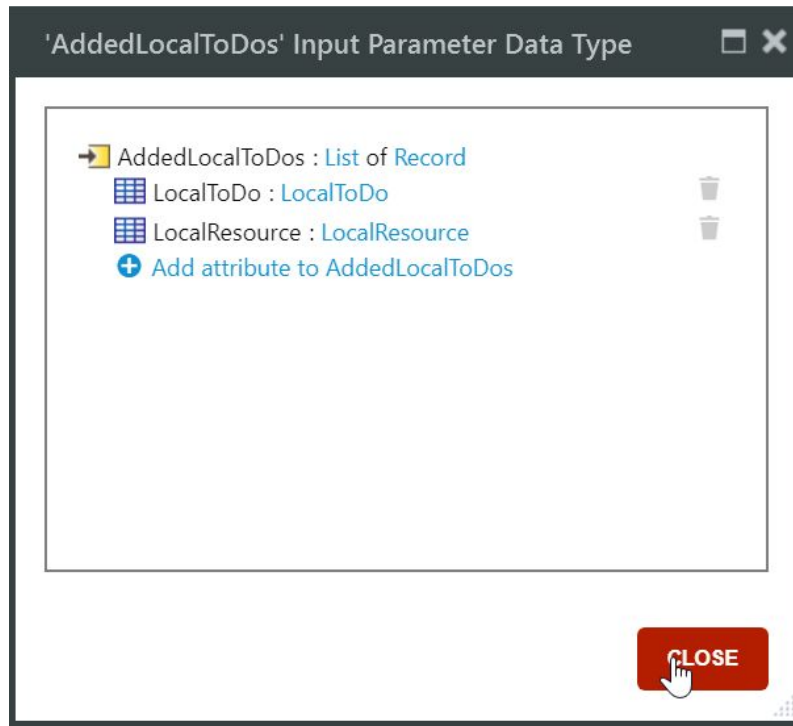 'AddedLocalToDos' Input Parameter Data Type
AddedLocalToDos : List of Record
LocalToDo : LocalToDo
LocalResource : LocalResource
Add attribute to AddedLocalToDos
CLOSE